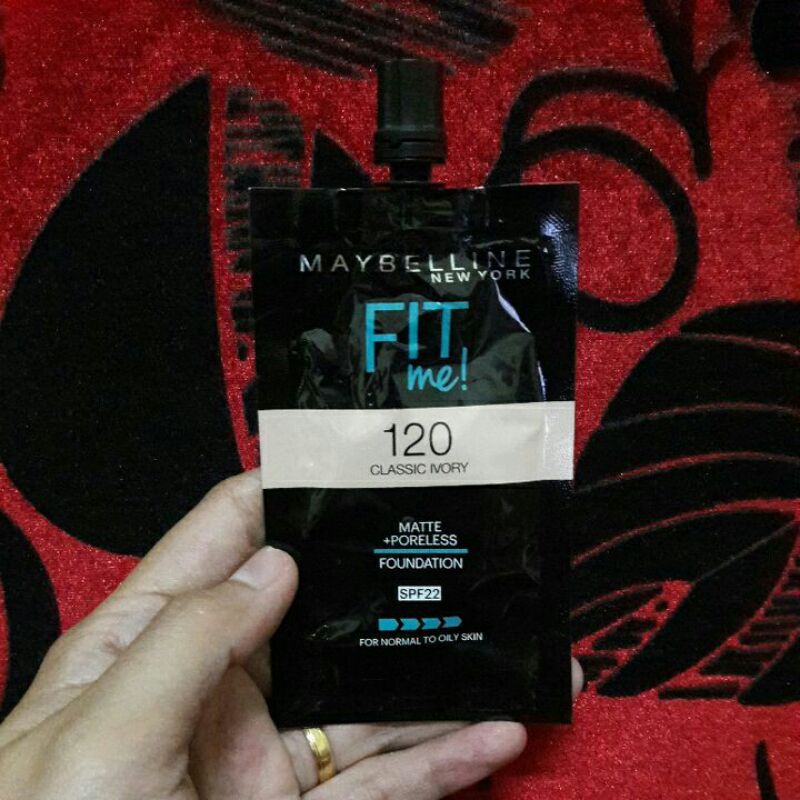 MAYBELLINE
NEW YORK
FIT
me!
120
CLASSIC IVORY
MATTE
+PORELESS
FOUNDATION
SPF22
FOR NORMAL TO OILY SKIN